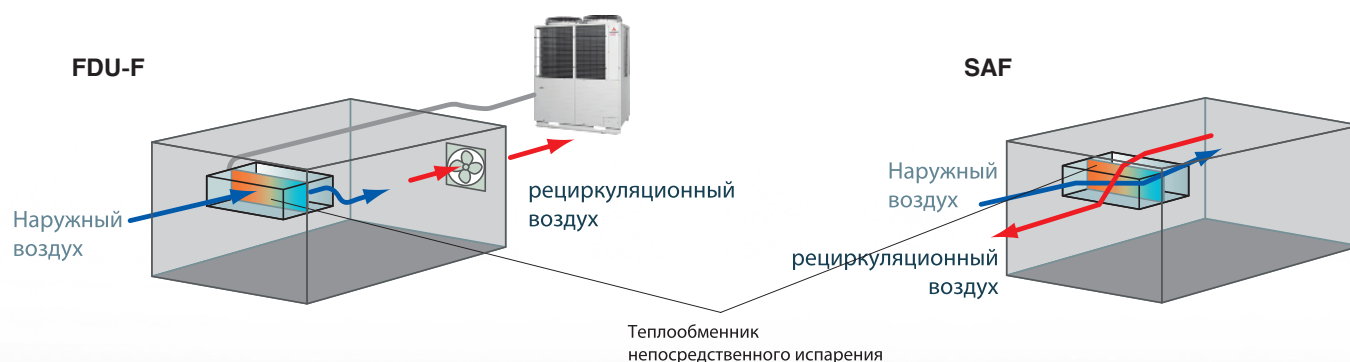 FDU-F
SAF
Наружный
воздух
рециркуляционный
воздух
Наружный
воздух
рециркуляционный
воздух
Теплообменник
непосредственного испарения